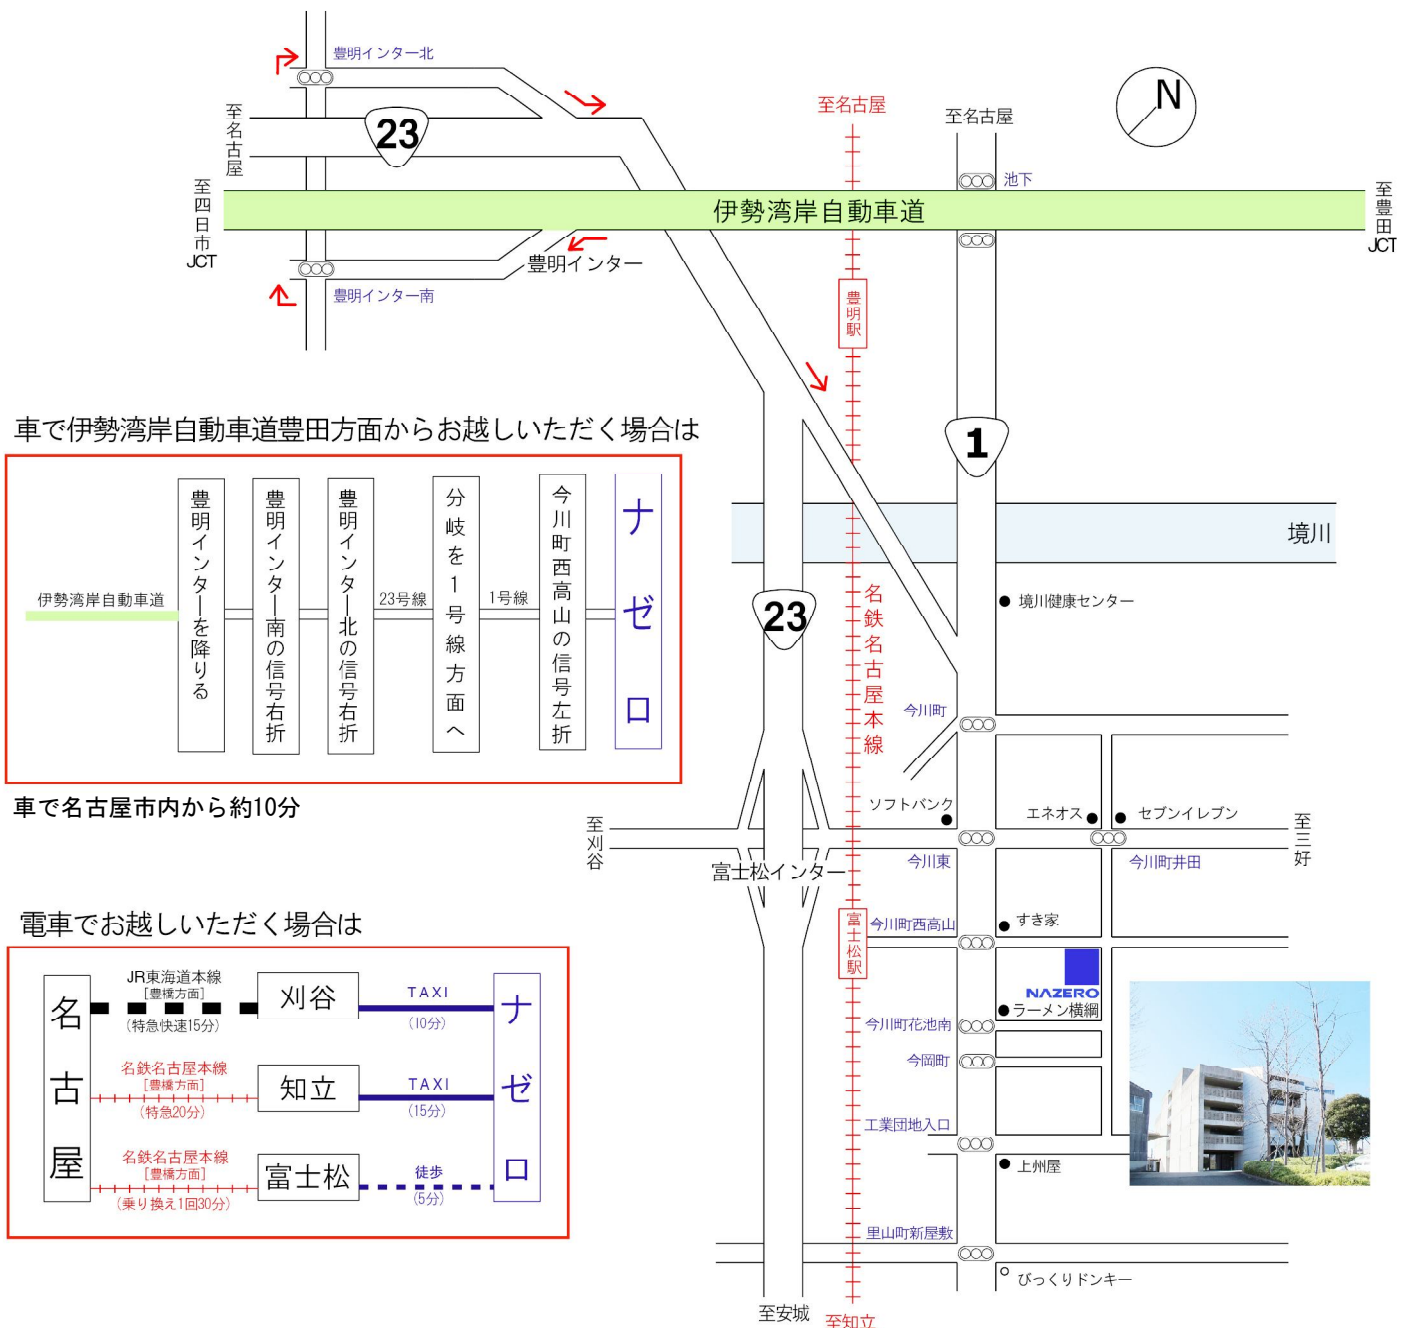 豊明インター北
至名古屋
23
至名古屋
至名古屋
N
池下
至四日市JCT
伊勢湾岸自動車道
至豊田JCT
豊明インター
豊明インター南
豊明駅
車で伊勢湾岸自動車道豊田方面からお越しいただく場合は
1
伊勢湾岸自動車道
豊明インターを降りる
豊明インター南の信号右折
豊明インター北の信号右折
23号線
分岐を1号線方面へ
1号線
今川町西高山の信号左折
ナゼロ
境川
23
名鉄名古屋本線
境川健康センター
今川町
車で名古屋市内から約10分
ソフトバンク
エネオス
セブンイレブン
至刈谷
至三好
富士松インター
今川東
今川町井田
富士松駅
今川町西高山
すき家
NAZERO
ラーメン横綱
今川町花池南
今岡町
工業団地入口
上州屋
里山町新屋敷
びっくりドンキー
至安城
至知立
電車でお越しいただく場合は
名古屋
JR東海道本線
[豊橋方面]
(特急快速15分)
刈谷
TAXI
(10分)
ナゼロ
名鉄名古屋本線
[豊橋方面]
(特急20分)
知立
TAXI
(15分)
名鉄名古屋本線
[豊橋方面]
(乗り換え1回30分)
富士松
徒歩
(5分)